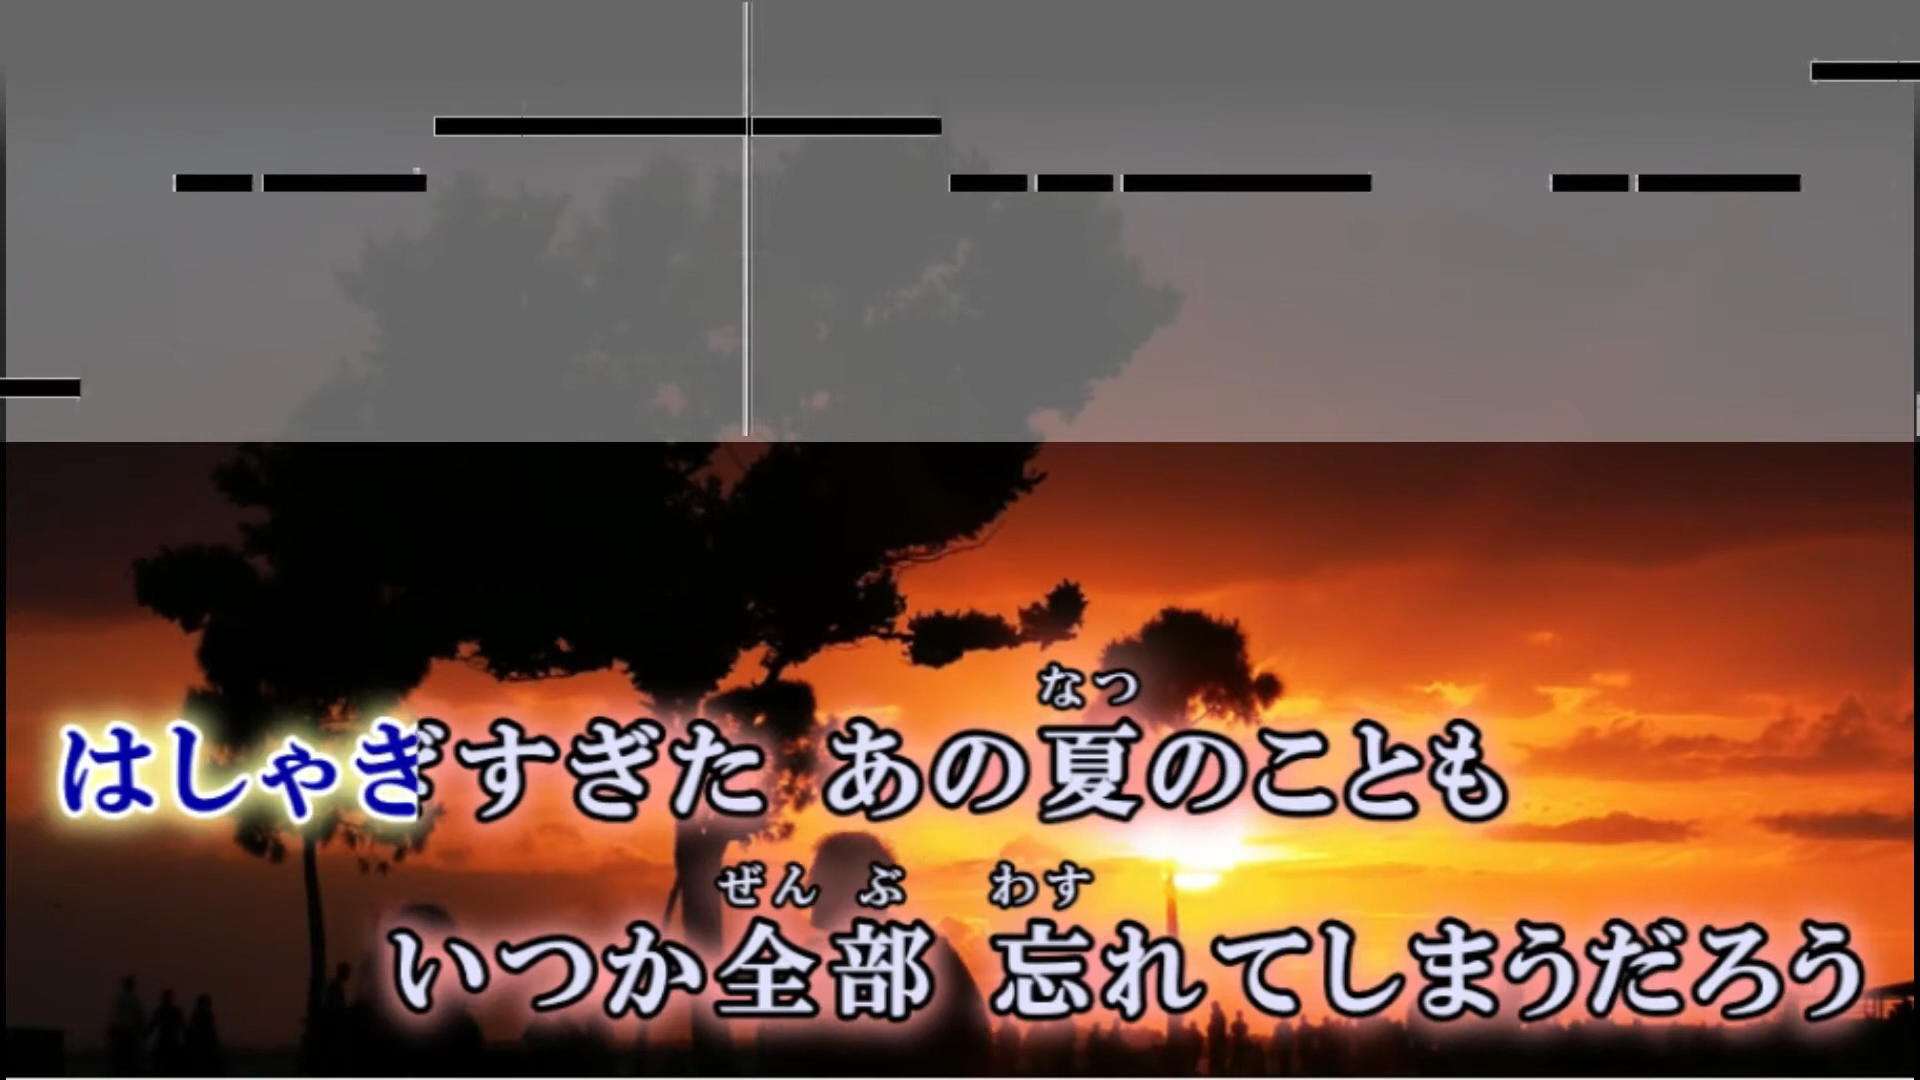 なつ
はしゃぎすぎた あの夏のことも
ぜん ぶ わす
いつか全部 忘れてしまうだろう